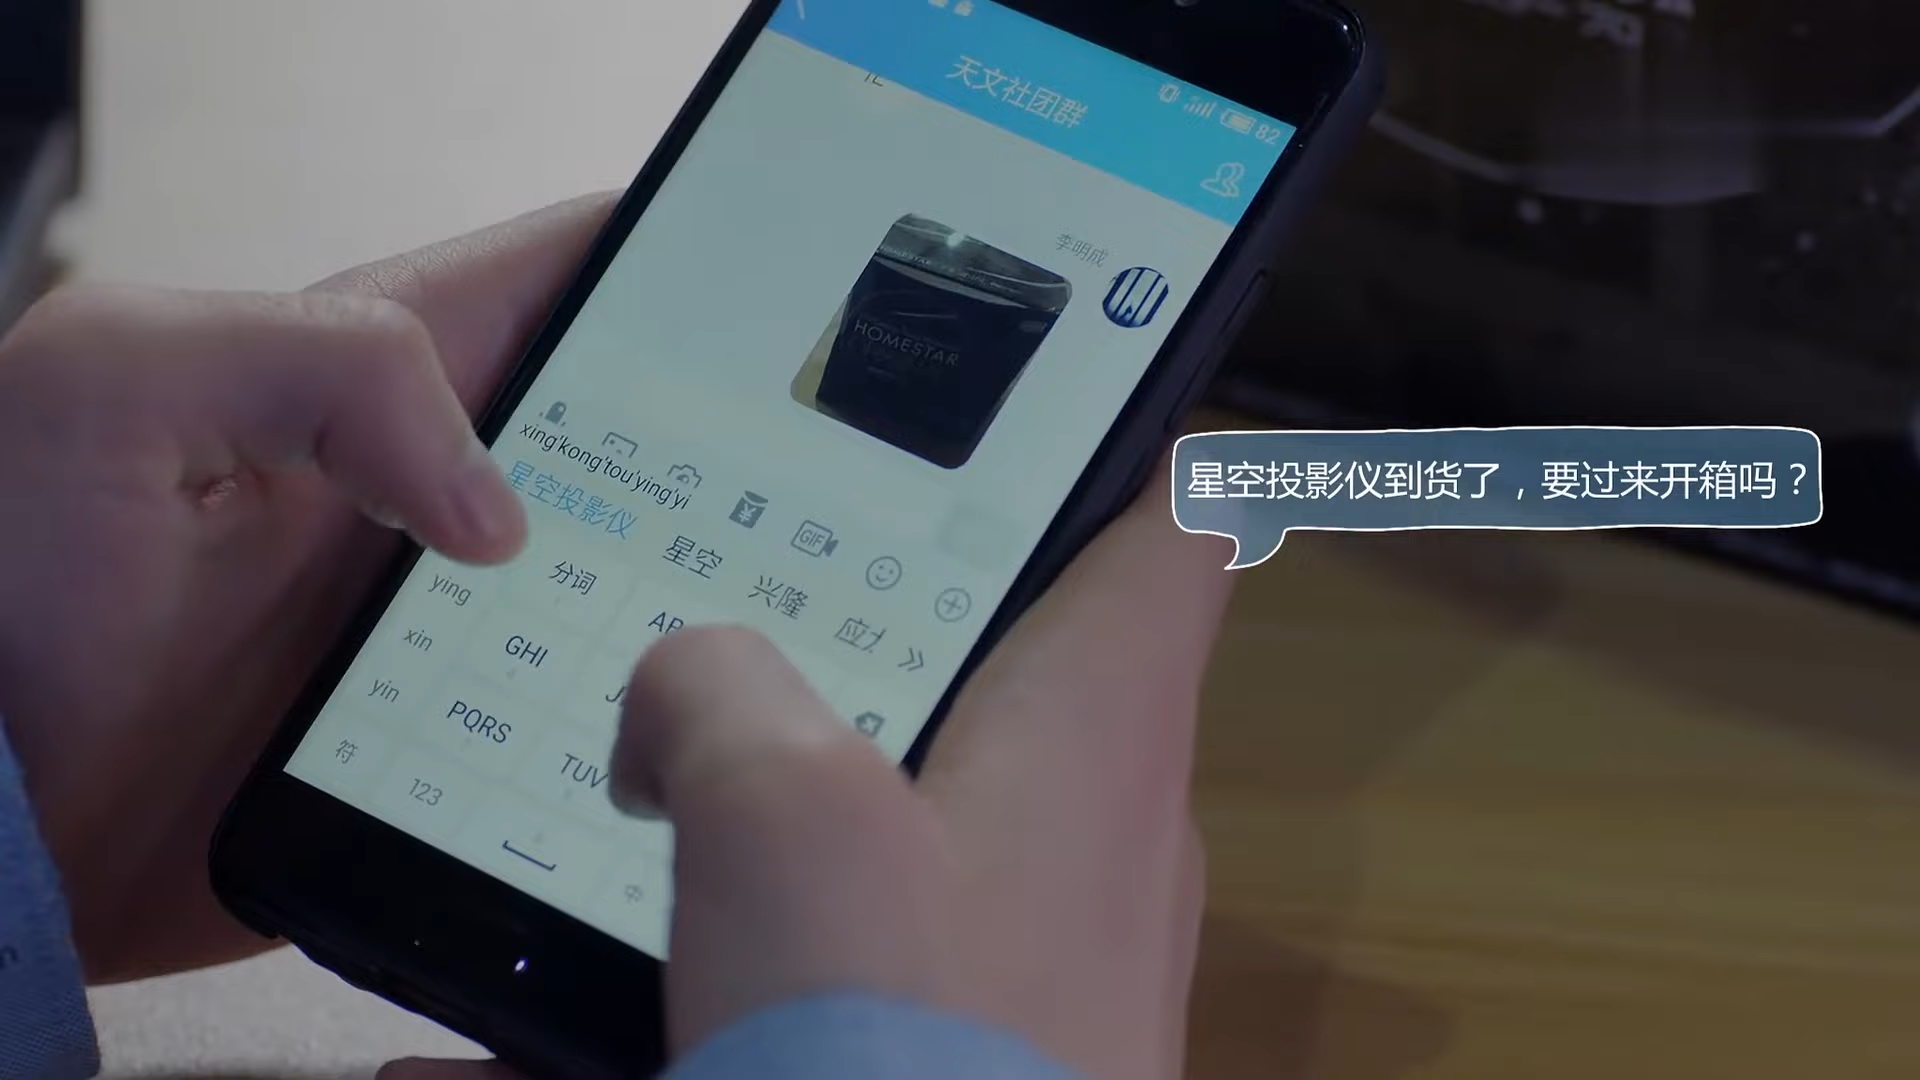 天文社团群
82
李明成
HOMESTAR
xing'kong'tou'ying'yi
星空投影仪
星空
兴隆
GIF
星空投影仪到货了，要过来开箱吗？
ying
分词
xin
GHI
yin
PQRS
TUV
符
123